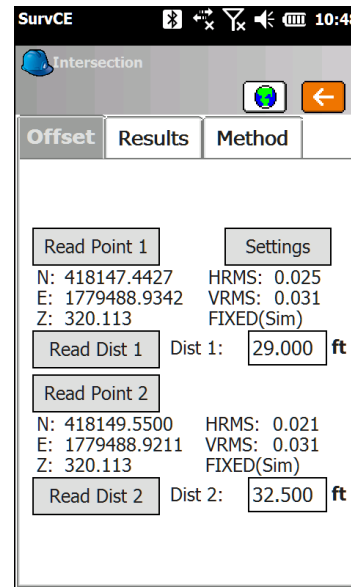 SurvCE 10:48
Intersection
Offset Results Method
Read Point 1 Settings
N: 418147.4427 HRMS: 0.025
E: 1779488.9342 VRMS: 0.031
Z: 320.113 FIXED(Sim)
Read Dist 1 Dist 1: 29.000 ft
Read Point 2
N: 418149.5500 HRMS: 0.021
E: 1779488.9211 VRMS: 0.031
Z: 320.113 FIXED(Sim)
Read Dist 2 Dist 2: 32.500 ft